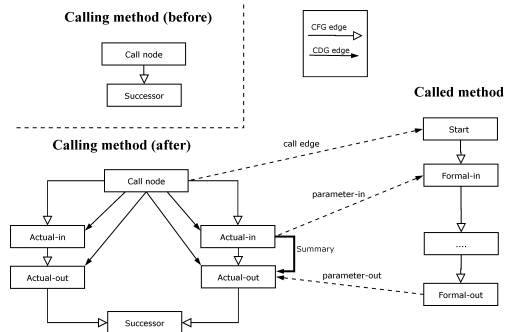 Calling method (before)
Call node
Successor
CFG edge
CDG edge
Called method
Calling method (after)
Start
call edge
Call node
Formal-in
parameter-in
Actual-in
Actual-in
Summary
....
Actual-out
Actual-out
parameter-out
Formal-out
Successor